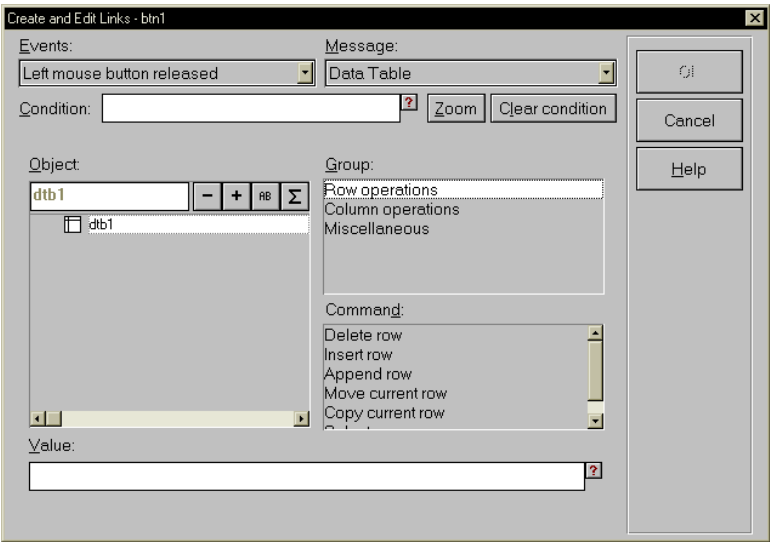 Create and Edit Links - btn1
Events:
Message:
Left mouse button released
Data Table
Condition:
?
Zoom
Clear condition
Cancel
Help
Object:
Group:
dtb1
− + AB Σ
dtb1
Row operations
Column operations
Miscellaneous
Command:
Delete row
Insert row
Append row
Move current row
Copy current row
Value:
?